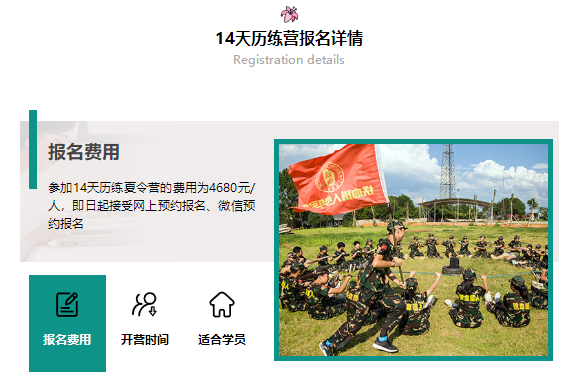 14天历练营报名详情
Registration details
报名费用
参加14天历练夏令营的费用为4680元/
人，即日起接受网上预约报名、微信预
约报名
报名费用
开营时间
适合学员